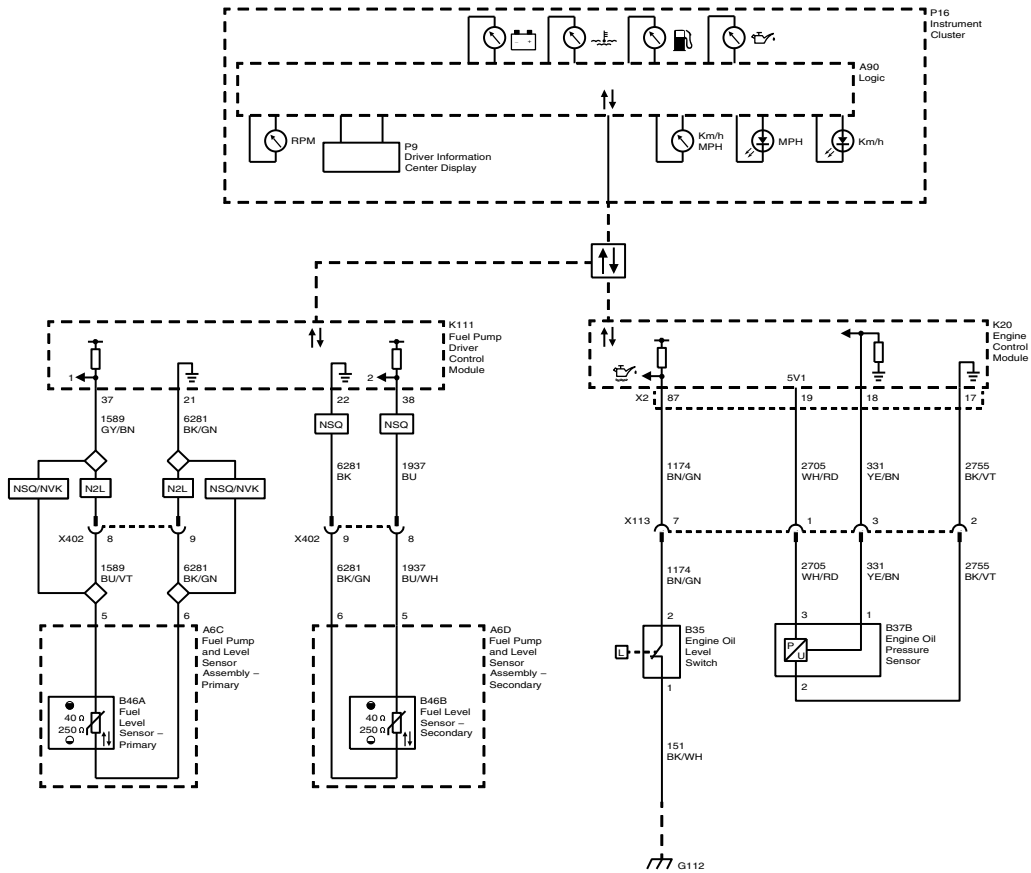 P16
Instrument
Cluster
A90
Logic
RPM
P9
Driver Information
Center Display
Km/h
MPH
MPH
Km/h
K111
Fuel Pump
Driver
Control
Module
K20
Engine
Control
Module
1
2
5V1
37
21
22
38
X2
87
19
18
17
1589
GY/BN
6281
BK/GN
NSQ
NSQ
NSQ/NVK
N2L
N2L
NSQ/NVK
6281
BK
1937
BU
1174
BN/GN
2705
WH/RD
331
YE/BN
2755
BK/VT
X402
8
9
X402
9
8
X113
7
1
3
2
1589
BU/VT
6281
BK/GN
6281
BK/GN
1937
BU/WH
1174
BN/GN
2705
WH/RD
331
YE/BN
2755
BK/VT
5
6
6
5
2
3
1
A6C
Fuel Pump
and Level
Sensor
Assembly –
Primary
A6D
Fuel Pump
and Level
Sensor
Assembly –
Secondary
L
B35
Engine Oil
Level
Switch
P
U
B37B
Engine Oil
Pressure
Sensor
1
2
40 Ω
250 Ω
B46A
Fuel
Level
Sensor –
Primary
40 Ω
250 Ω
B46B
Fuel Level
Sensor –
Secondary
151
BK/WH
G112